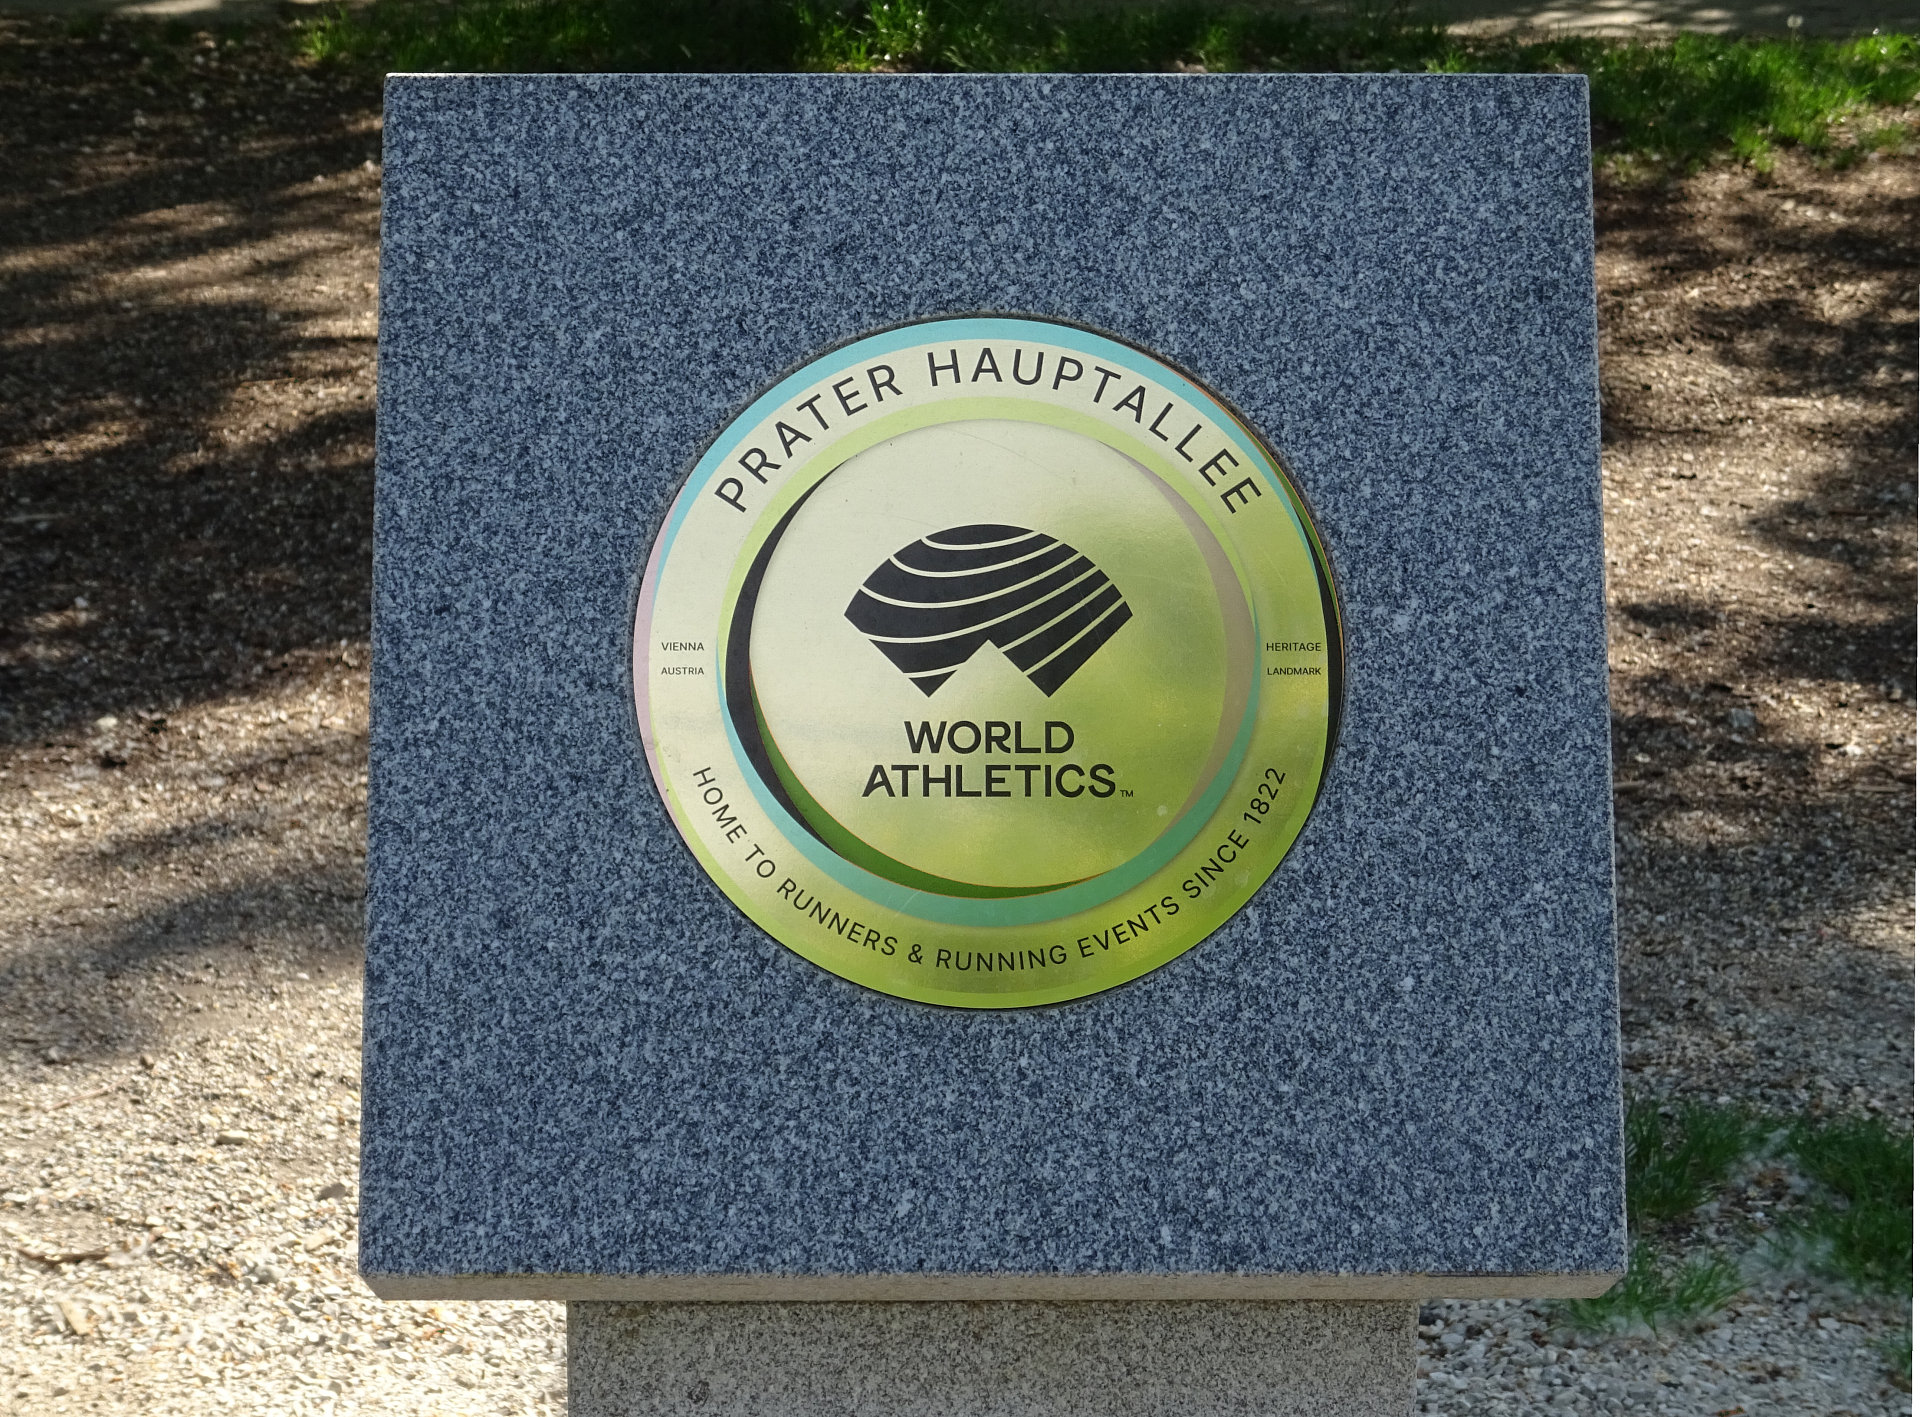 PRATER HAUPTALLEE
VIENNA
AUSTRIA
HERITAGE
LANDMARK
WORLD
ATHLETICS™
HOME TO RUNNERS & RUNNING EVENTS SINCE 1822